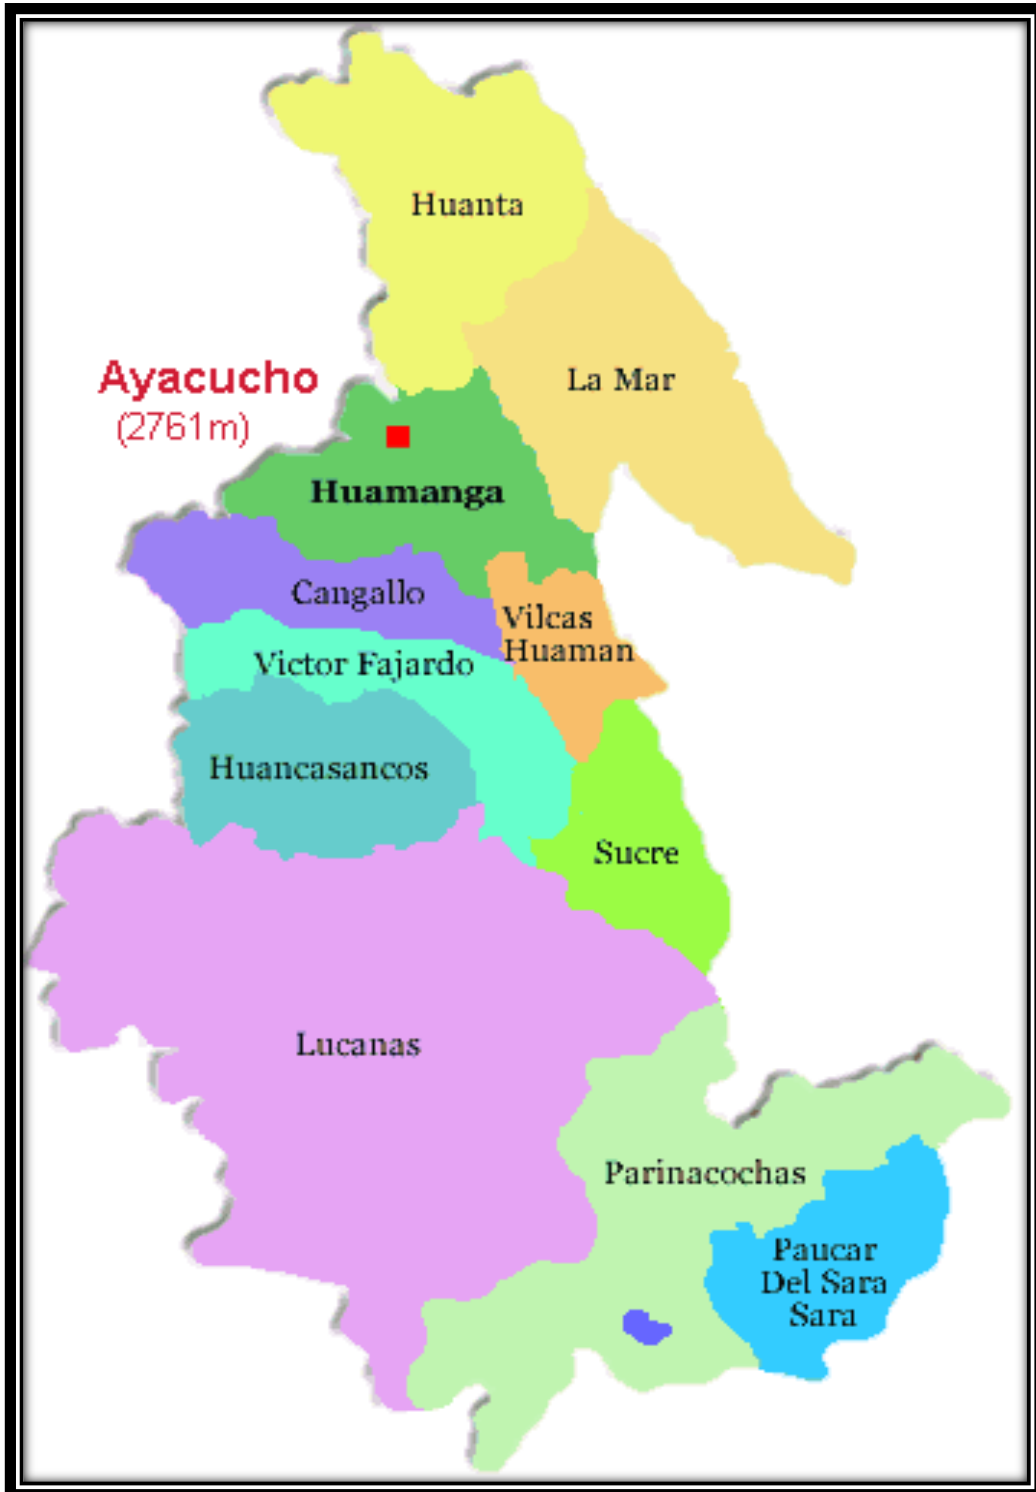 Huanta
La Mar
Ayacucho
(2761m)
Huamanga
Cangallo
Vilcas
Huaman
Victor Fajardo
Huancasancos
Sucre
Lucanas
Parinacochas
Paucar
Del Sara
Sara